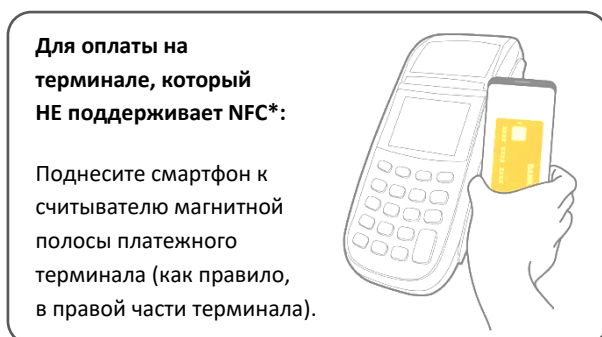 Для оплаты на
терминале, который
НЕ поддерживает NFC*:
Поднесите смартфон к
считывателю магнитной
полосы платежного
терминала (как правило,
в правой части терминала).